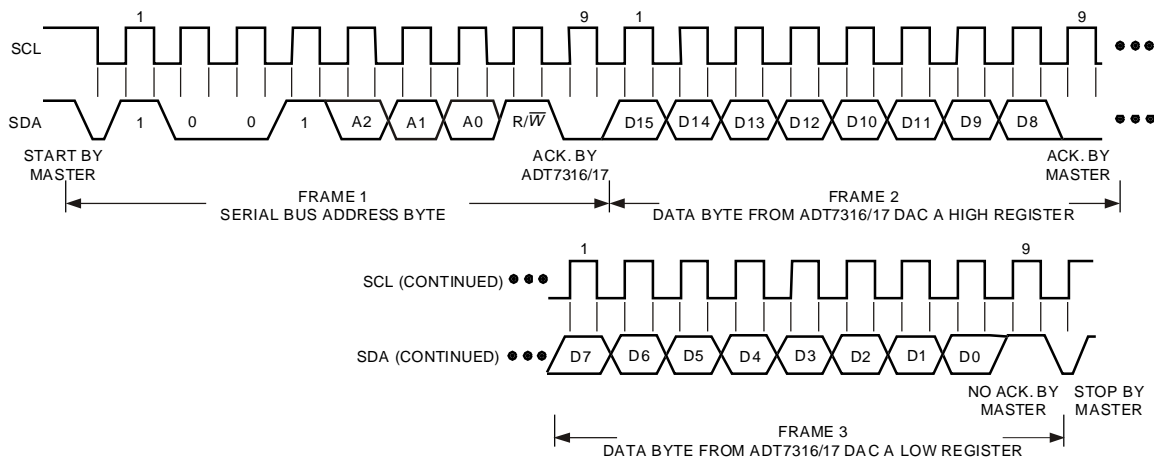 1 9 1 9
SCL
SDA 1 0 0 1 A2 A1 A0 R/W̅ D15 D14 D13 D12 D10 D11 D9 D8
START BY MASTER
ACK. BY ADT7316/17
ACK. BY MASTER
FRAME 1
SERIAL BUS ADDRESS BYTE
FRAME 2
DATA BYTE FROM ADT7316/17 DAC A HIGH REGISTER
1 9
SCL (CONTINUED)
SDA (CONTINUED) D7 D6 D5 D4 D3 D2 D1 D0
NO ACK. BY MASTER
STOP BY MASTER
FRAME 3
DATA BYTE FROM ADT7316/17 DAC A LOW REGISTER